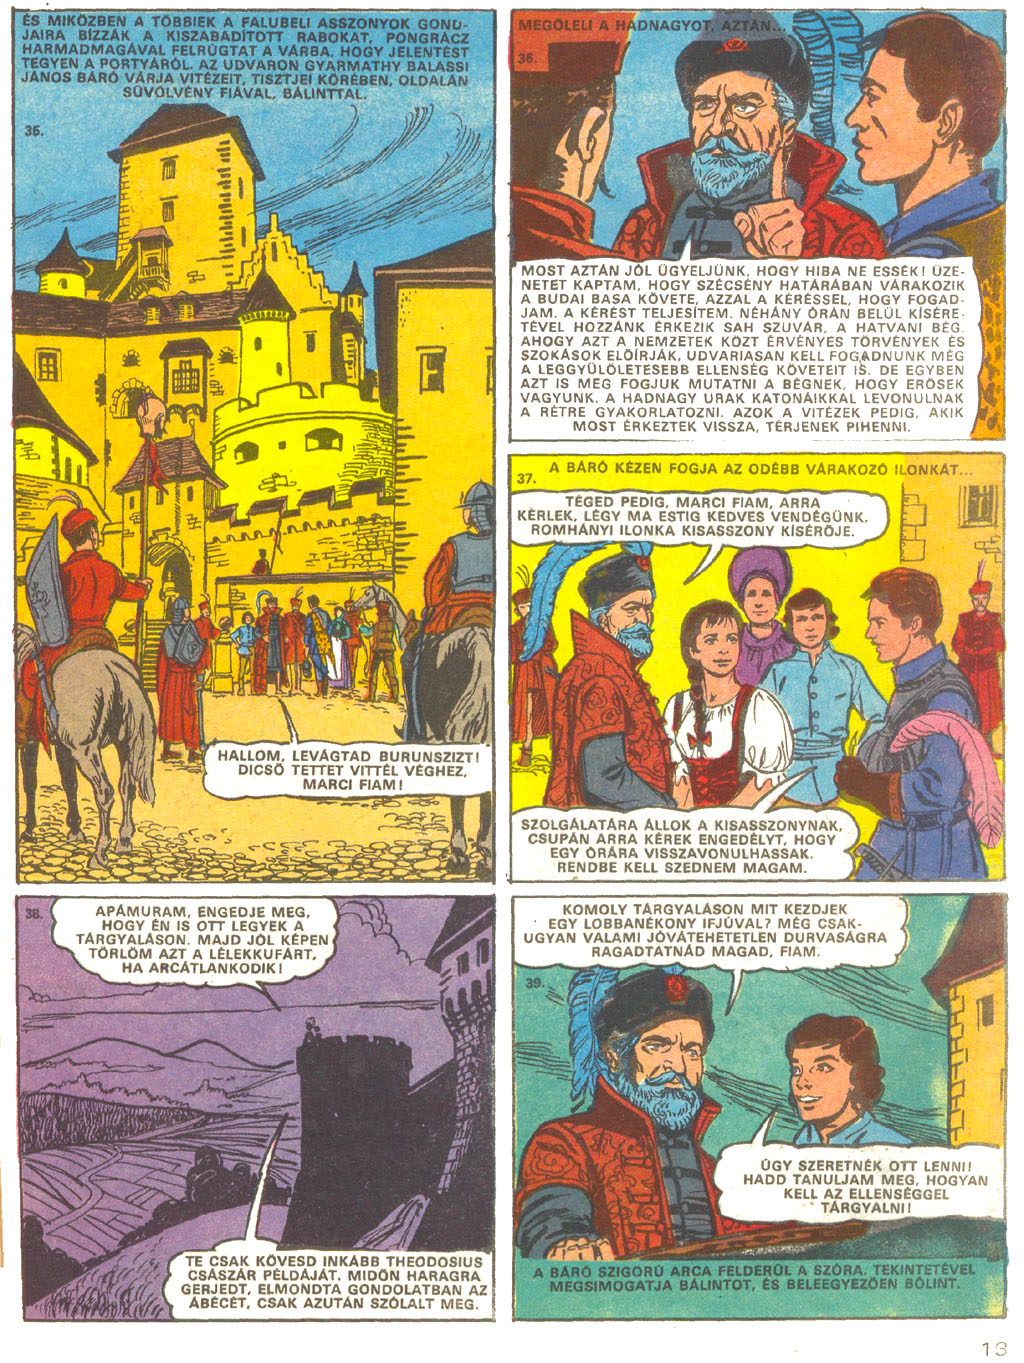 ÉS MIKÖZBEN A TÖBBIEK A FALUBELI ASSZONYOK GOND-
JAIRA BÍZZÁK A KISZABADÍTOTT RABOKAT, PONGRÁCZ
HARMADMAGÁVAL FELRÚGTAT A VÁRBA, HOGY JELENTÉST
TEGYEN A PORTYÁRÓL. AZ UDVARON GYARMATHY BALASSI
JÁNOS BÁRÓ VÁRJA VITÉZEIT, TISZTJEI KÖRÉBEN, OLDALÁN
SÜVÖLVÉNY FIÁVAL, BÁLINTTAL.
35.
HALLOM, LEVÁGTAD BURUNSZIZT!
DICSŐ TETTET VITTÉL VÉGHEZ,
MARCI FIAM!
MEGÖLELI A HADNAGYOT, AZTÁN...
36.
MOST AZTÁN JÓL ÜGYELJÜNK, HOGY HIBA NE ESSÉK! ÜZE-
NETET KAPTAM, HOGY SZÉCSÉNY HATÁRÁBAN VÁRAKOZIK
A BUDAI BASA KÖVETE, AZZAL A KÉRÉSSEL, HOGY FOGAD-
JAM. A KÉRÉST TELJESÍTEM. NÉHÁNY ÓRÁN BELÜL KÍSÉRE-
TÉVEL HOZZÁNK ÉRKEZIK SAH SZUVÁR, A HATVANI BÉG.
AHOGY AZT A NEMZETEK KÖZT ÉRVÉNYES TÖRVÉNYEK ÉS
SZOKÁSOK ELŐÍRJÁK, UDVARIASAN KELL FOGADNUNK MÉG
A LEGGYÜLÖLETESEBB ELLENSÉG KÖVETEIT IS. DE EGYBEN
AZT IS MEG FOGJUK MUTATNI A BÉGNEK, HOGY ERŐSEK
VAGYUNK. A HADNAGY URAK KATONÁIKKAL LEVONULNAK
A RÉTRE GYAKORLATOZNI. AZOK A VITÉZEK PEDIG, AKIK
MOST ÉRKEZTEK VISSZA, TÉRJENEK PIHENNI.
37.
A BÁRÓ KÉZEN FOGJA AZ ODÉBB VÁRAKOZÓ ILONKÁT...
TÉGED PEDIG, MARCI FIAM, ARRA
KÉRLEK, LÉGY MA ESTIG KEDVES VENDÉGÜNK.
ROMHÁNYI ILONKA KISASSZONY KÍSÉRŐJE.
SZOLGÁLATÁRA ÁLLOK A KISASSZONYNAK,
CSUPÁN ARRA KÉREK ENGEDÉLYT, HOGY
EGY ÓRÁRA VISSZAVONULHASSAK.
RENDBE KELL SZEDNEM MAGAM.
38.
APÁMURAM, ENGEDJE MEG,
HOGY ÉN IS OTT LEGYEK A
TÁRGYALÁSON. MAJD JÓL KÉPEN
TÖRLÖM AZT A LÉLEKKUFÁRT,
HA ARCÁTLANKODIK!
TE CSAK KÖVESD INKÁBB THEODOSIUS
CSÁSZÁR PÉLDÁJÁT. MIDŐN HARAGRA
GERJEDT, ELMONDTA GONDOLATBAN AZ
ÁBÉCÉT, CSAK AZUTÁN SZÓLALT MEG.
KOMOLY TÁRGYALÁSON MIT KEZDJEK
EGY LOBBANÉKONY IFJÚVAL? MÉG CSAK-
UGYAN VALAMI JÓVÁTEHETETLEN DURVASÁGRA
RAGADTATNÁD MAGAD, FIAM.
39.
ÚGY SZERETNÉK OTT LENNI!
HADD TANULJAM MEG, HOGYAN
KELL AZ ELLENSÉGGEL
TÁRGYALNI!
A BÁRÓ SZIGORÚ ARCA FELDERÜL A SZÓRA. TEKINTETÉVEL
MEGSIMOGATJA BÁLINTOT, ÉS BELEEGYEZŐEN BÓLINT.
13